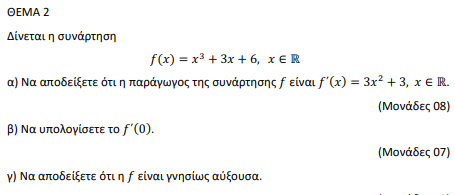 ΘΕΜΑ 2
Δίνεται η συνάρτηση
f(x) = x³ + 3x + 6, x ∈ ℝ
α) Να αποδείξετε ότι η παράγωγος της συνάρτησης f είναι f′(x) = 3x² + 3, x ∈ ℝ.
(Μονάδες 08)
β) Να υπολογίσετε το f′(0).
(Μονάδες 07)
γ) Να αποδείξετε ότι η f είναι γνησίως αύξουσα.